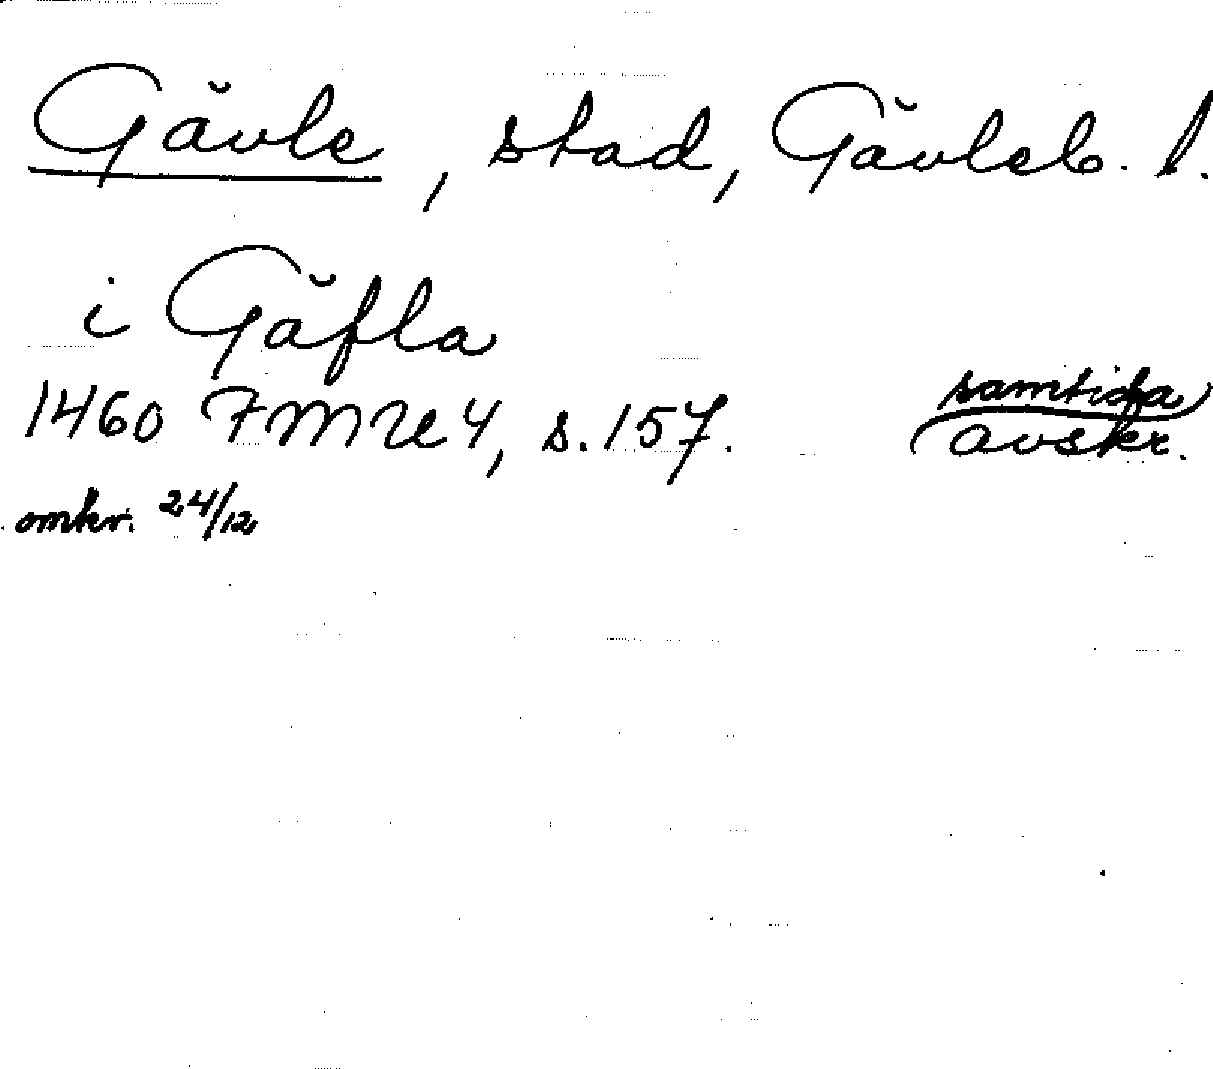 Gävle, stad, Gävleb. l.
i Gäfla
1460 FMU 4, s. 157.
samtida
avskr.
omkr. 24/12